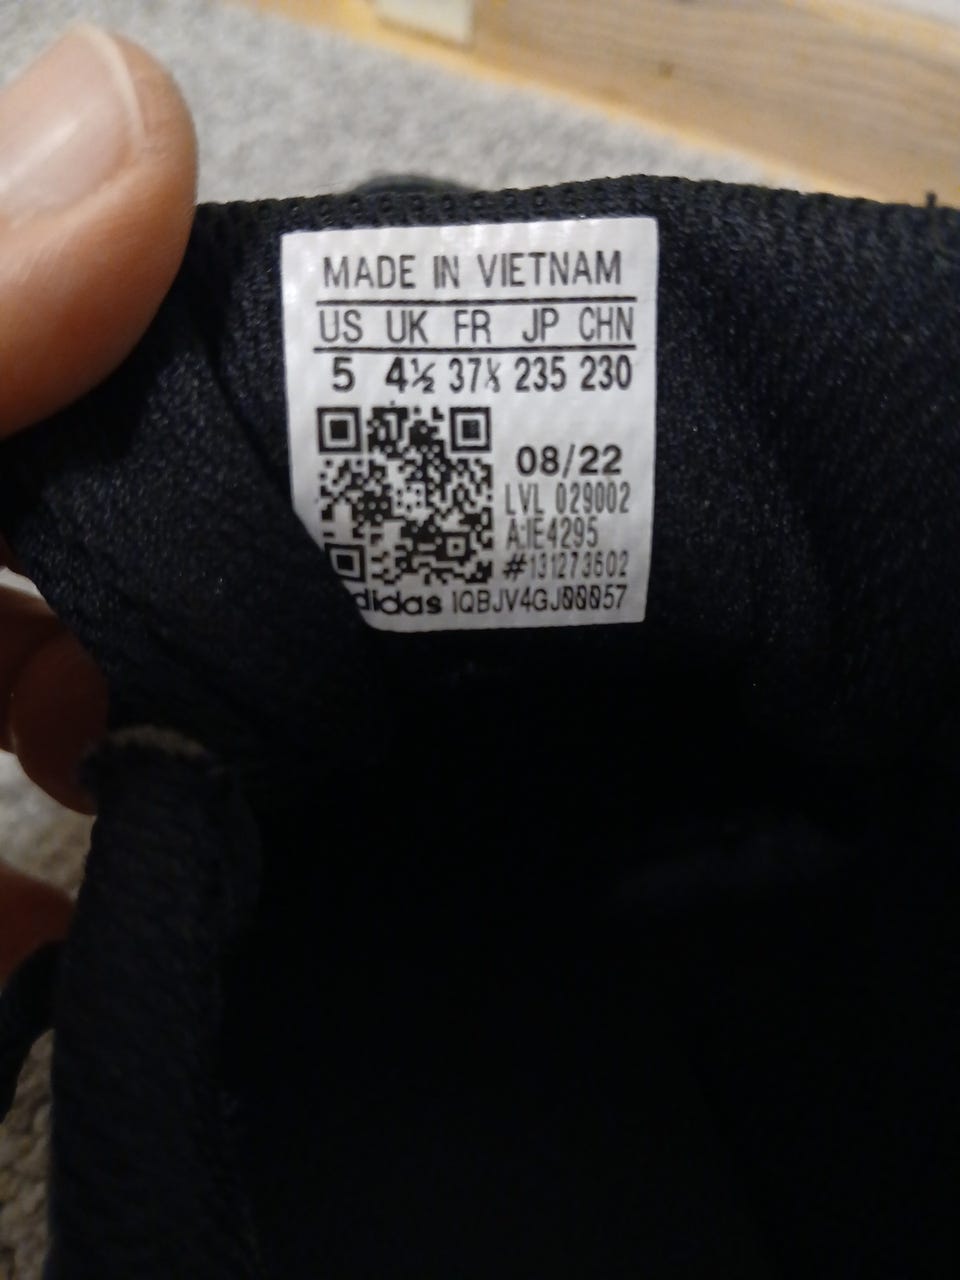 MADE IN VIETNAM
US UK FR JP CHN
5 4½ 37⅓ 235 230
08/22
LVL 029002
A:IE4295
#131273602
adidas 1QBJV4GJ00057